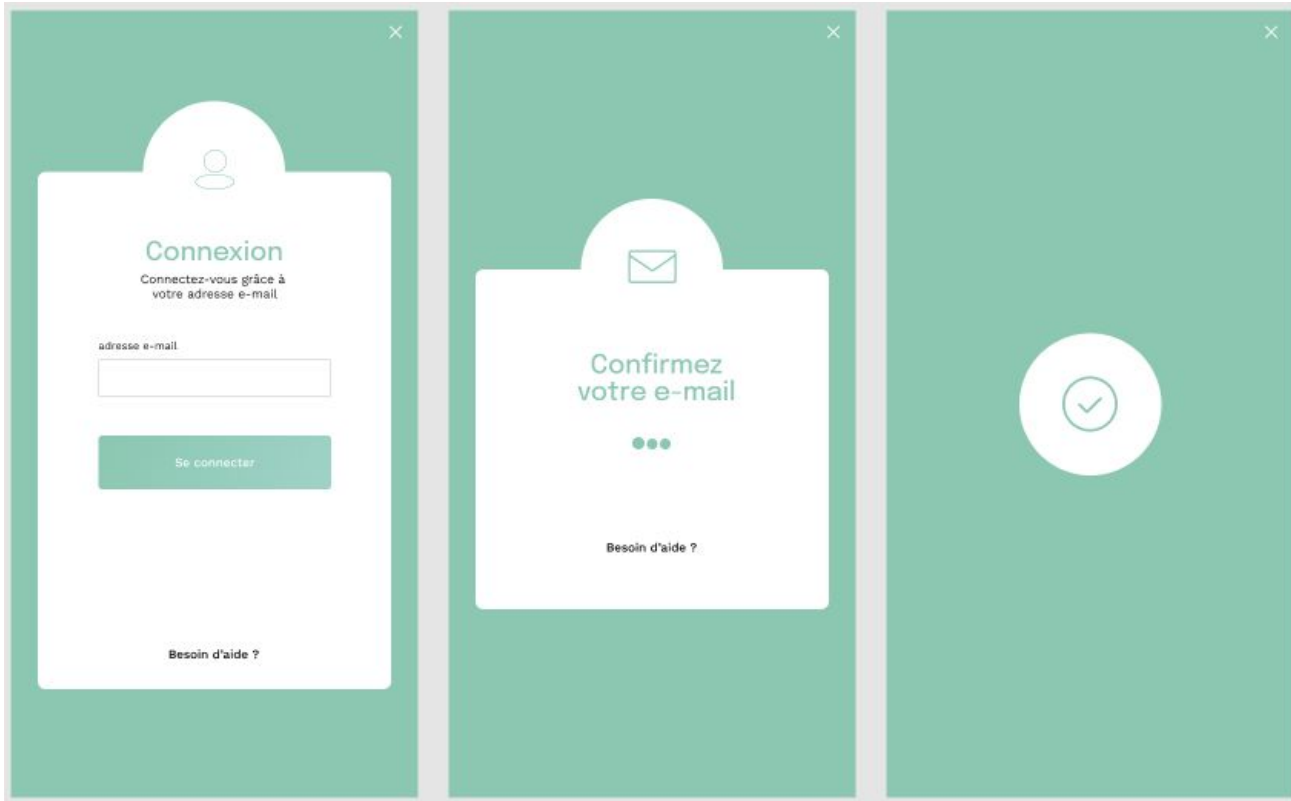 Connexion
Connectez-vous grâce à
votre adresse e-mail
adresse e-mail
Se connecter
Besoin d'aide ?
Confirmez
votre e-mail
Besoin d'aide ?